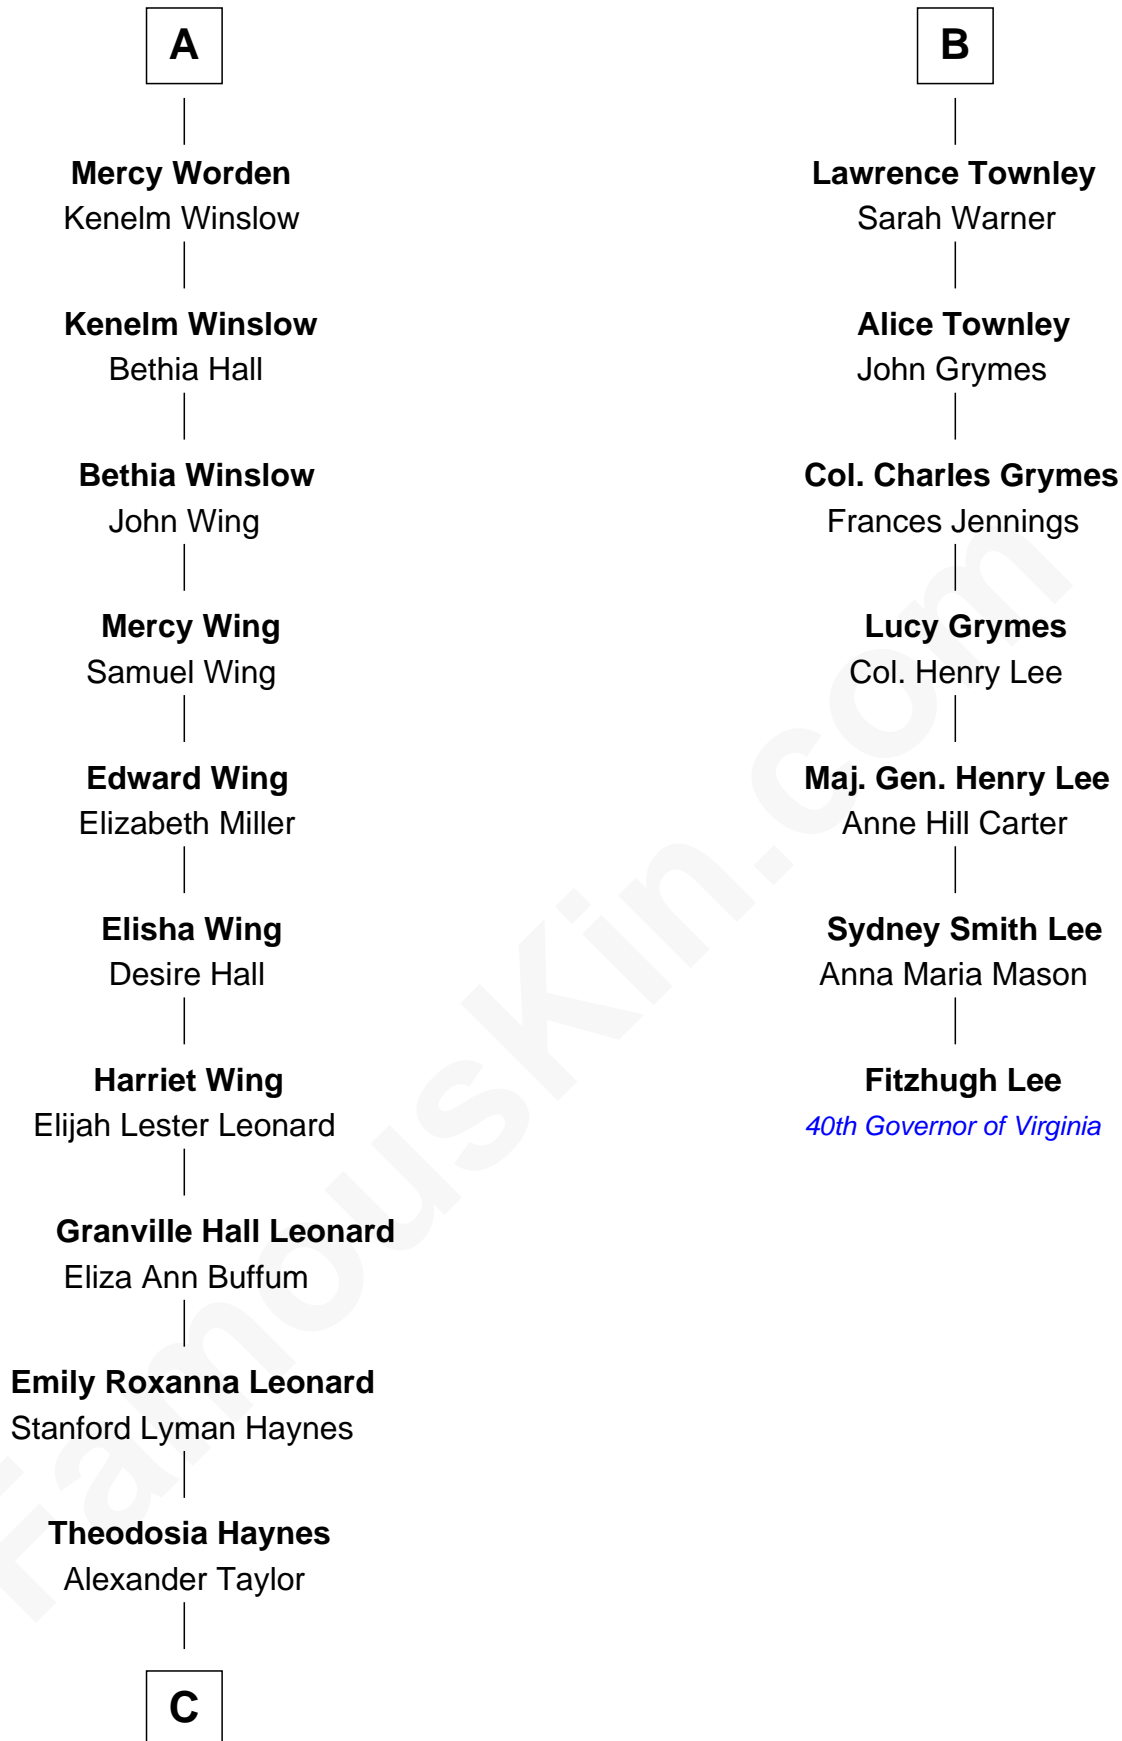 A
Mercy Worden
Kenelm Winslow
Kenelm Winslow
Bethia Hall
Bethia Winslow
John Wing
Mercy Wing
Samuel Wing
Edward Wing
Elizabeth Miller
Elisha Wing
Desire Hall
Harriet Wing
Elijah Lester Leonard
Granville Hall Leonard
Eliza Ann Buffum
Emily Roxanna Leonard
Stanford Lyman Haynes
Theodosia Haynes
Alexander Taylor
C
B
Lawrence Townley
Sarah Warner
Alice Townley
John Grymes
Col. Charles Grymes
Frances Jennings
Lucy Grymes
Col. Henry Lee
Maj. Gen. Henry Lee
Anne Hill Carter
Sydney Smith Lee
Anna Maria Mason
Fitzhugh Lee
40th Governor of Virginia
FamousKin.com